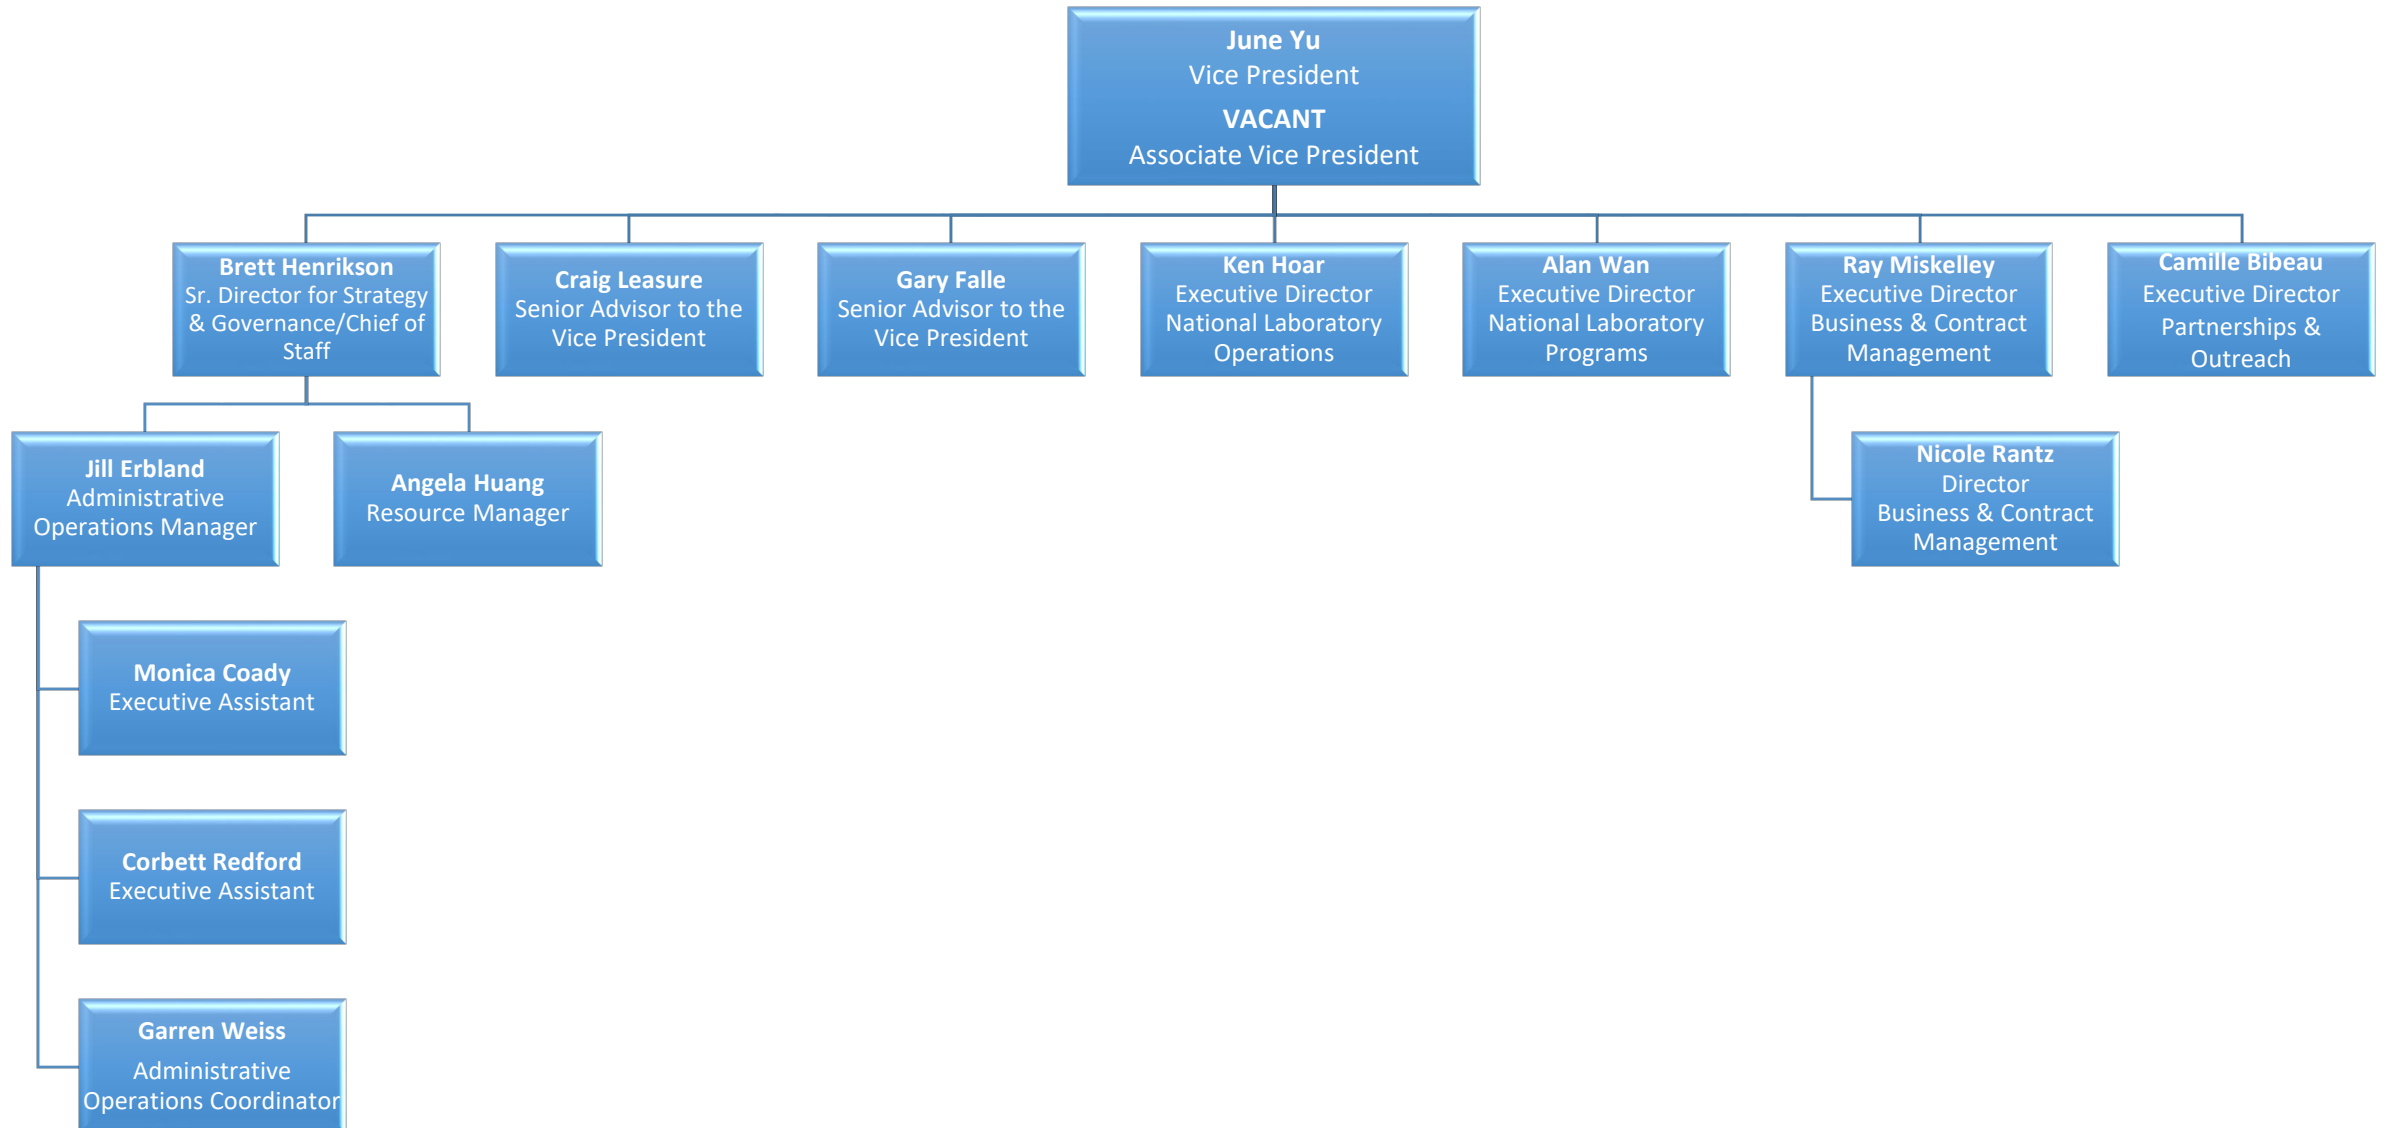 June Yu
Vice President
VACANT
Associate Vice President
Brett Henrikson
Sr. Director for Strategy
& Governance/Chief of
Staff
Craig Leasure
Senior Advisor to the
Vice President
Gary Falle
Senior Advisor to the
Vice President
Ken Hoar
Executive Director
National Laboratory
Operations
Alan Wan
Executive Director
National Laboratory
Programs
Ray Miskelley
Executive Director
Business & Contract
Management
Camille Bibeau
Executive Director
Partnerships &
Outreach
Jill Erbland
Administrative
Operations Manager
Angela Huang
Resource Manager
Nicole Rantz
Director
Business & Contract
Management
Monica Coady
Executive Assistant
Corbett Redford
Executive Assistant
Garren Weiss
Administrative
Operations Coordinator